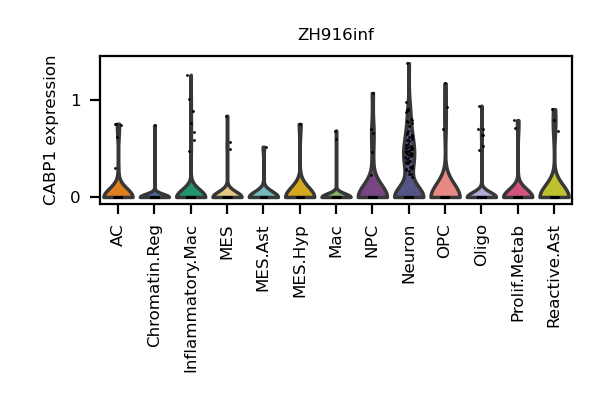 ZH916inf
CABP1 expression
1
0
AC
Chromatin.Reg
Inflammatory.Mac
MES
MES.Ast
MES.Hyp
Mac
NPC
Neuron
OPC
Oligo
Prolif.Metab
Reactive.Ast